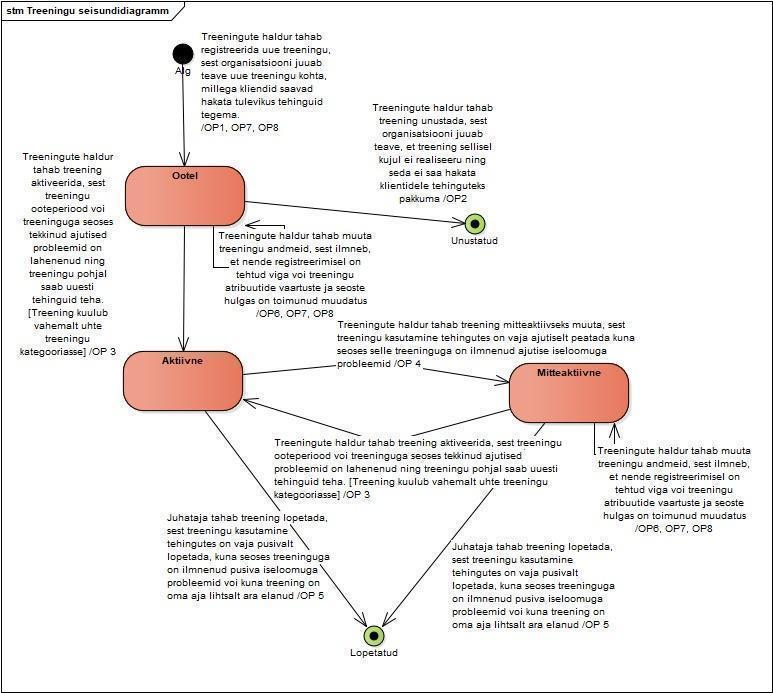 stm Treeningu seisundidiagramm
Treeningute haldur tahab
registreerida uue treeningu,
sest organisatsiooni juuab
teave uue treeningu kohta,
millega kliendid saavad
hakata tulevikus tehinguid
tegema.
/OP1, OP7, OP8
Alg
Treeningute haldur tahab
treening unustada, sest
organisatsiooni juuab
teave, et treening sellisel
kujul ei realiseeru ning
seda ei saa hakata
klientidele tehinguteks
pakkuma /OP2
Treeningute haldur
tahab treening
aktiveerida, sest
treeningu
ooteperiood voi
treeninguga seoses
tekkinud ajutised
probleemid on
lahenenud ning
treeningu pohjal
saab uuesti
tehinguid teha.
[Treening kuulub
vahemalt uhte
treeningu
kategooriasse] /OP 3
Ootel
Unustatud
Treeningute haldur tahab muuta
treeningu andmeid, sest ilmneb,
et nende registreerimisel on
tehtud viga voi treeningu
atribuutide vaartuste ja seoste
hulgas on toimunud muudatus
/OP6, OP7, OP8
Treeningute haldur tahab treening mitteaktiivseks muuta, sest
treeningu kasutamine tehingutes on vaja ajutiselt peatada kuna
seoses selle treeninguga on ilmnenud ajutise iseloomuga
probleemid /OP 4
Aktiivne
Mitteaktiivne
Treeningute haldur tahab treening aktiveerida, sest treeningu
ooteperiood voi treeninguga seoses tekkinud ajutised
probleemid on lahenenud ning treeningu pohjal saab uuesti
tehinguid teha. [Treening kuulub vahemalt uhte treeningu
kategooriasse] /OP 3
Treeningute haldur tahab muuta
treeningu andmeid, sest ilmneb,
et nende registreerimisel on
tehtud viga voi treeningu
atribuutide vaartuste ja seoste
hulgas on toimunud muudatus
/OP6, OP7, OP8
Juhataja tahab treening lopetada,
sest treeningu kasutamine
tehingutes on vaja pusivalt
lopetada, kuna seoses treeninguga
on ilmnenud pusiva iseloomuga
probleemid voi kuna treening on
oma aja lihtsalt ara elanud /OP 5
Juhataja tahab treening lopetada,
sest treeningu kasutamine
tehingutes on vaja pusivalt
lopetada, kuna seoses treeninguga
on ilmnenud pusiva iseloomuga
probleemid voi kuna treening on
oma aja lihtsalt ara elanud /OP 5
Lopetatud